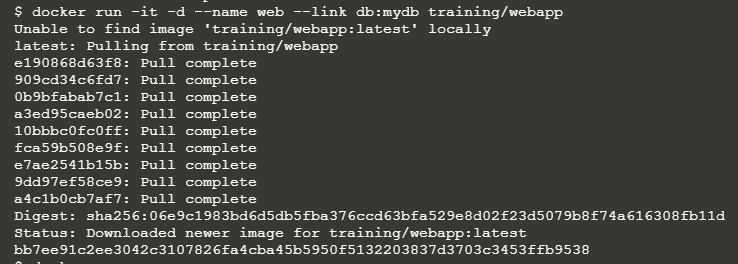 $ docker run -it -d --name web --link db:mydb training/webapp
Unable to find image 'training/webapp:latest' locally
latest: Pulling from training/webapp
e190868d63f8: Pull complete
909cd34c6fd7: Pull complete
0b9bfabab7c1: Pull complete
a3ed95caeb02: Pull complete
10bbbc0fc0ff: Pull complete
fca59b508e9f: Pull complete
e7ae2541b15b: Pull complete
9dd97ef58ce9: Pull complete
a4c1b0cb7af7: Pull complete
Digest: sha256:06e9c1983bd6d5db5fba376ccd63bfa529e8d02f23d5079b8f74a616308fb11d
Status: Downloaded newer image for training/webapp:latest
bb7ee91c2ee3042c3107826fa4cba45b5950f5132203837d3703c3453ffb9538